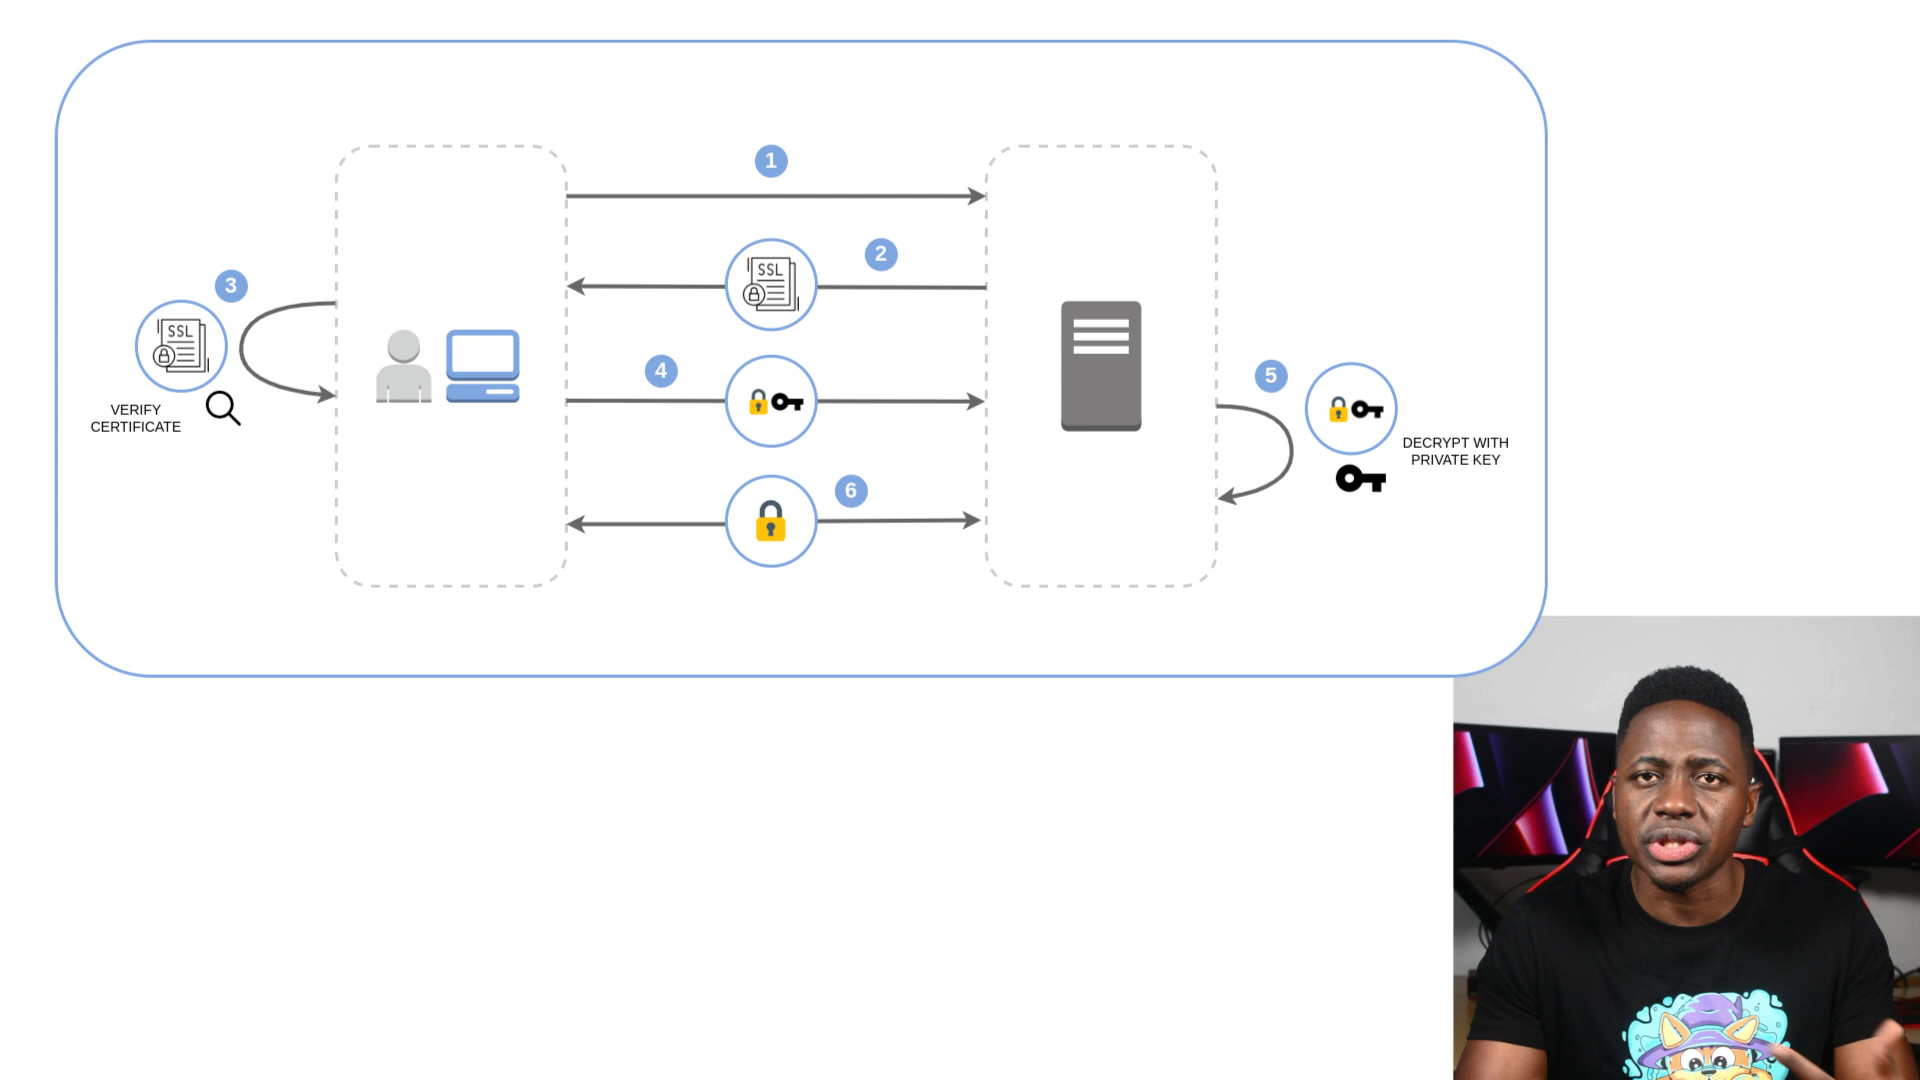 1
SSL
2
3
SSL
VERIFY
CERTIFICATE
4
5
DECRYPT WITH
PRIVATE KEY
6